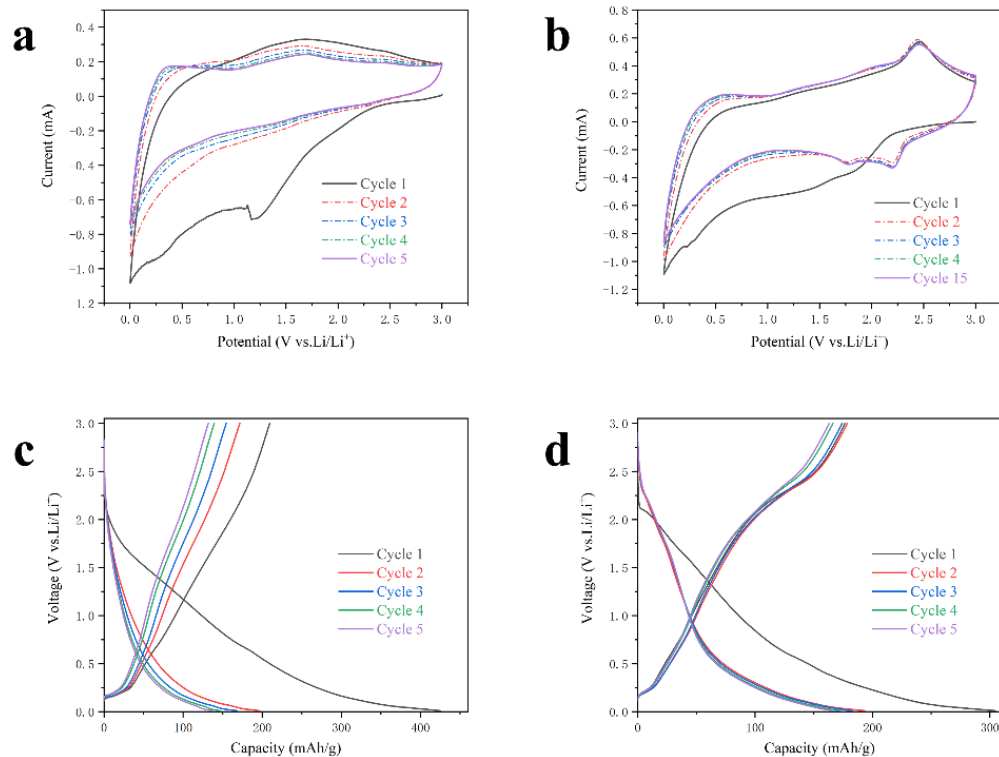 a
0.4
0.2
0.0
-0.2
-0.4
-0.6
-0.8
-1.0
1.2
Current (mA)
Cycle 1
Cycle 2
Cycle 3
Cycle 4
Cycle 5
0.0 0.5 1.0 1.5 2.0 2.5 3.0
Potential (V vs.Li/Li⁺)
b
0.8
0.6
0.4
0.2
0.0
-0.2
-0.4
-0.6
-0.8
-1.0
1.2
Current (mA)
Cycle 1
Cycle 2
Cycle 3
Cycle 4
Cycle 15
0.0 0.5 1.0 1.5 2.0 2.5 3.0
Potential (V vs.Li/Li⁻)
c
3.0
2.5
2.0
1.5
1.0
0.5
0.0
Voltage (V vs.Li/Li⁻)
Cycle 1
Cycle 2
Cycle 3
Cycle 4
Cycle 5
0 100 200 300 400
Capacity (mAh/g)
d
3.0
2.5
2.0
1.5
1.0
0.5
0.0
Voltage (V vs.Li/Li⁻)
Cycle 1
Cycle 2
Cycle 3
Cycle 4
Cycle 5
0 100 200 300
Capacity (mAh/g)